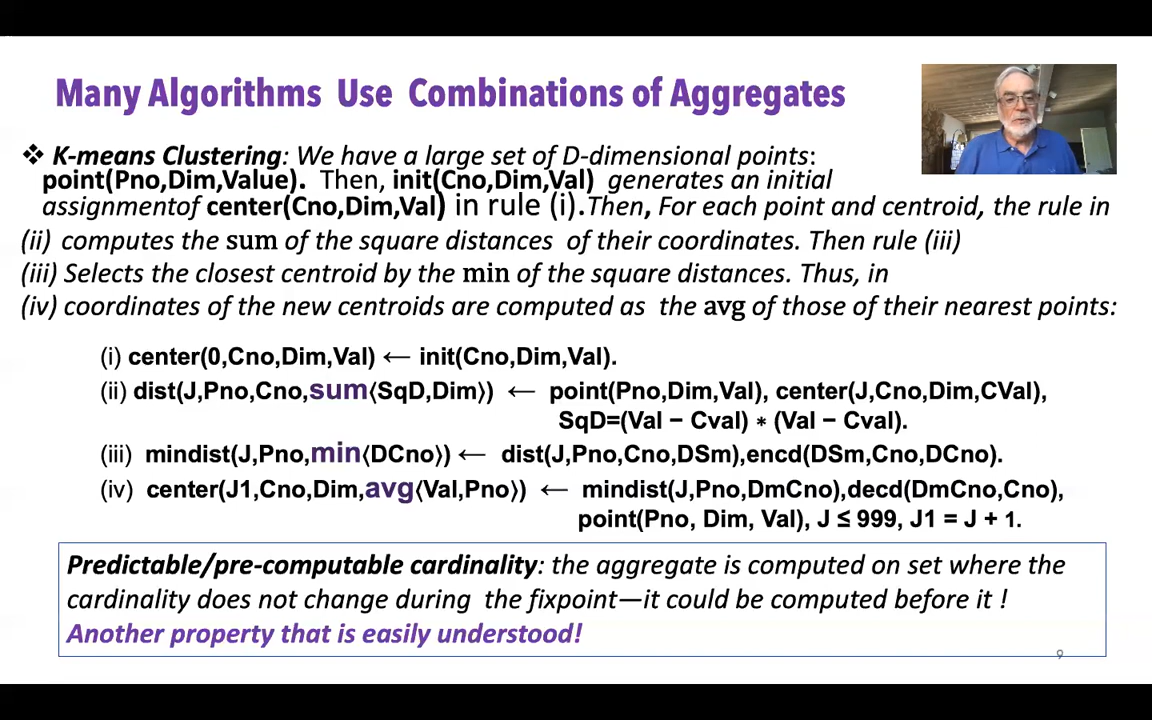 Many Algorithms Use Combinations of Aggregates
❖ K-means Clustering: We have a large set of D-dimensional points:
point(Pno,Dim,Value). Then, init(Cno,Dim,Val) generates an initial
assignmentof center(Cno,Dim,Val) in rule (i).Then, For each point and centroid, the rule in
(ii) computes the sum of the square distances of their coordinates. Then rule (iii)
(iii) Selects the closest centroid by the min of the square distances. Thus, in
(iv) coordinates of the new centroids are computed as the avg of those of their nearest points:
(i) center(0,Cno,Dim,Val) ← init(Cno,Dim,Val).
(ii) dist(J,Pno,Cno,sum⟨SqD,Dim⟩) ← point(Pno,Dim,Val), center(J,Cno,Dim,CVal),
SqD=(Val − Cval) ∗ (Val − Cval).
(iii) mindist(J,Pno,min⟨DCno⟩) ← dist(J,Pno,Cno,DSm),encd(DSm,Cno,DCno).
(iv) center(J1,Cno,Dim,avg⟨Val,Pno⟩) ← mindist(J,Pno,DmCno),decd(DmCno,Cno),
point(Pno, Dim, Val), J ≤ 999, J1 = J + 1.
Predictable/pre-computable cardinality: the aggregate is computed on set where the
cardinality does not change during the fixpoint—it could be computed before it !
Another property that is easily understood!
9